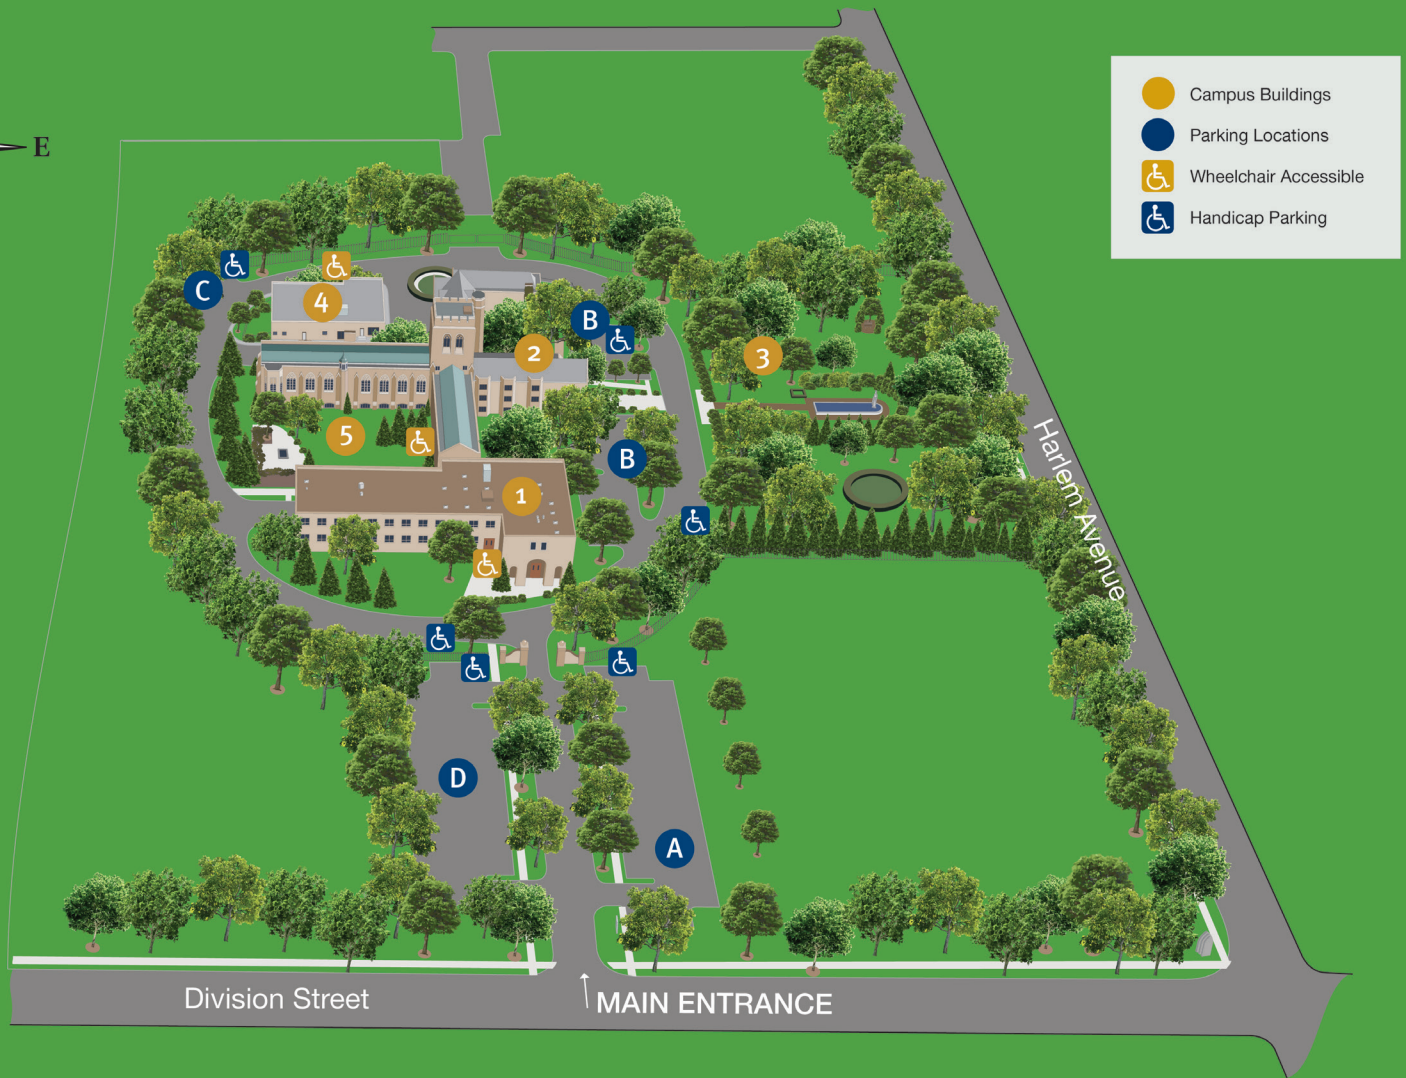 E
Campus Buildings
Parking Locations
Wheelchair Accessible
Handicap Parking
C
4
B
2
3
5
B
1
Harlem Avenue
D
A
Division Street
MAIN ENTRANCE